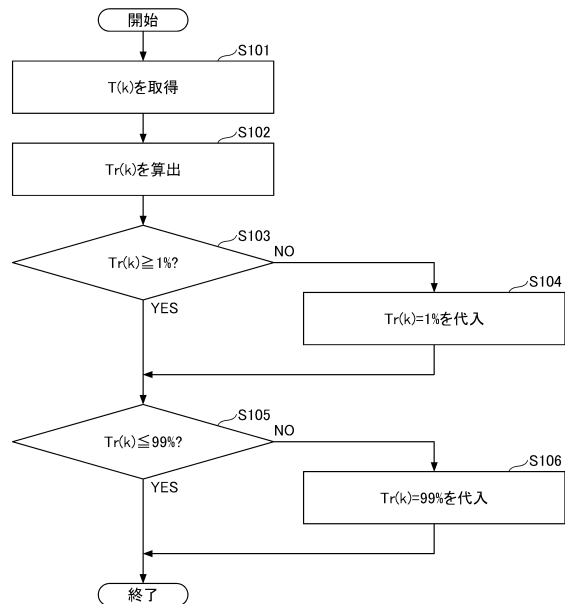 開始
S101
T(k)を取得
S102
Tr(k)を算出
S103
Tr(k)≧1%?
NO
YES
S104
Tr(k)=1%を代入
S105
Tr(k)≦99%?
NO
YES
S106
Tr(k)=99%を代入
終了